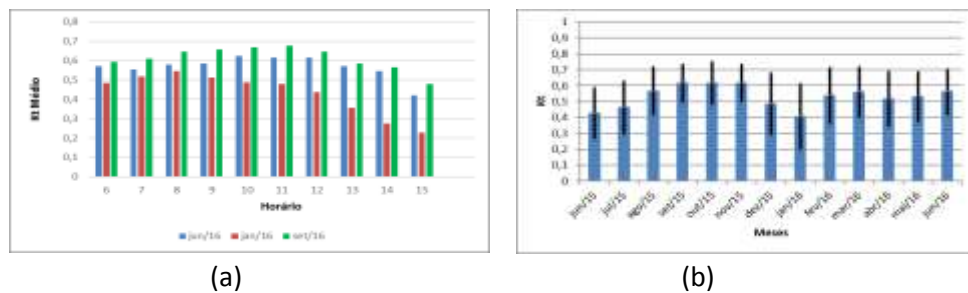 0,8
0,7
0,6
0,5
0,4
0,3
0,2
0,1
0
Kt Médio
6 7 8 9 10 11 12 13 14 15
Horário
jun/16 jan/16 set/16
(a)
1
0,9
0,8
0,7
0,6
0,5
0,4
0,3
0,2
0,1
0
Kt
jun/15 jul/15 ago/15 set/15 out/15 nov/15 dez/15 jan/16 fev/16 mar/16 abr/16 mai/16 jun/16
Meses
(b)